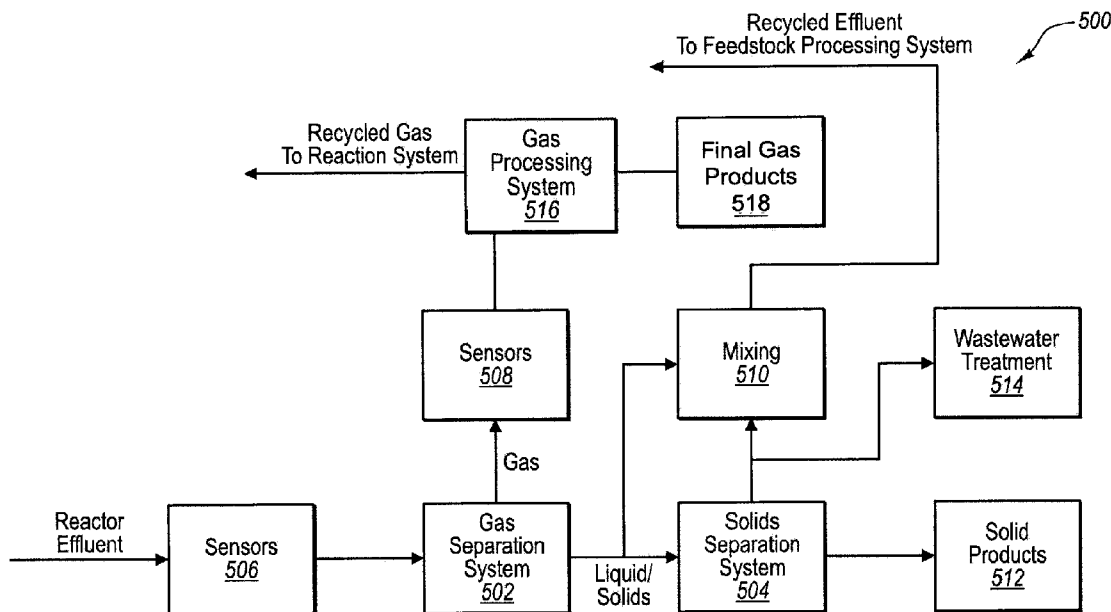 Recycled Effluent
To Feedstock Processing System
500
Recycled Gas
To Reaction System
Gas
Processing
System
516
Final Gas
Products
518
Sensors
508
Mixing
510
Wastewater
Treatment
514
Gas
Reactor
Effluent
Sensors
506
Gas
Separation
System
502
Liquid/
Solids
Solids
Separation
System
504
Solid
Products
512